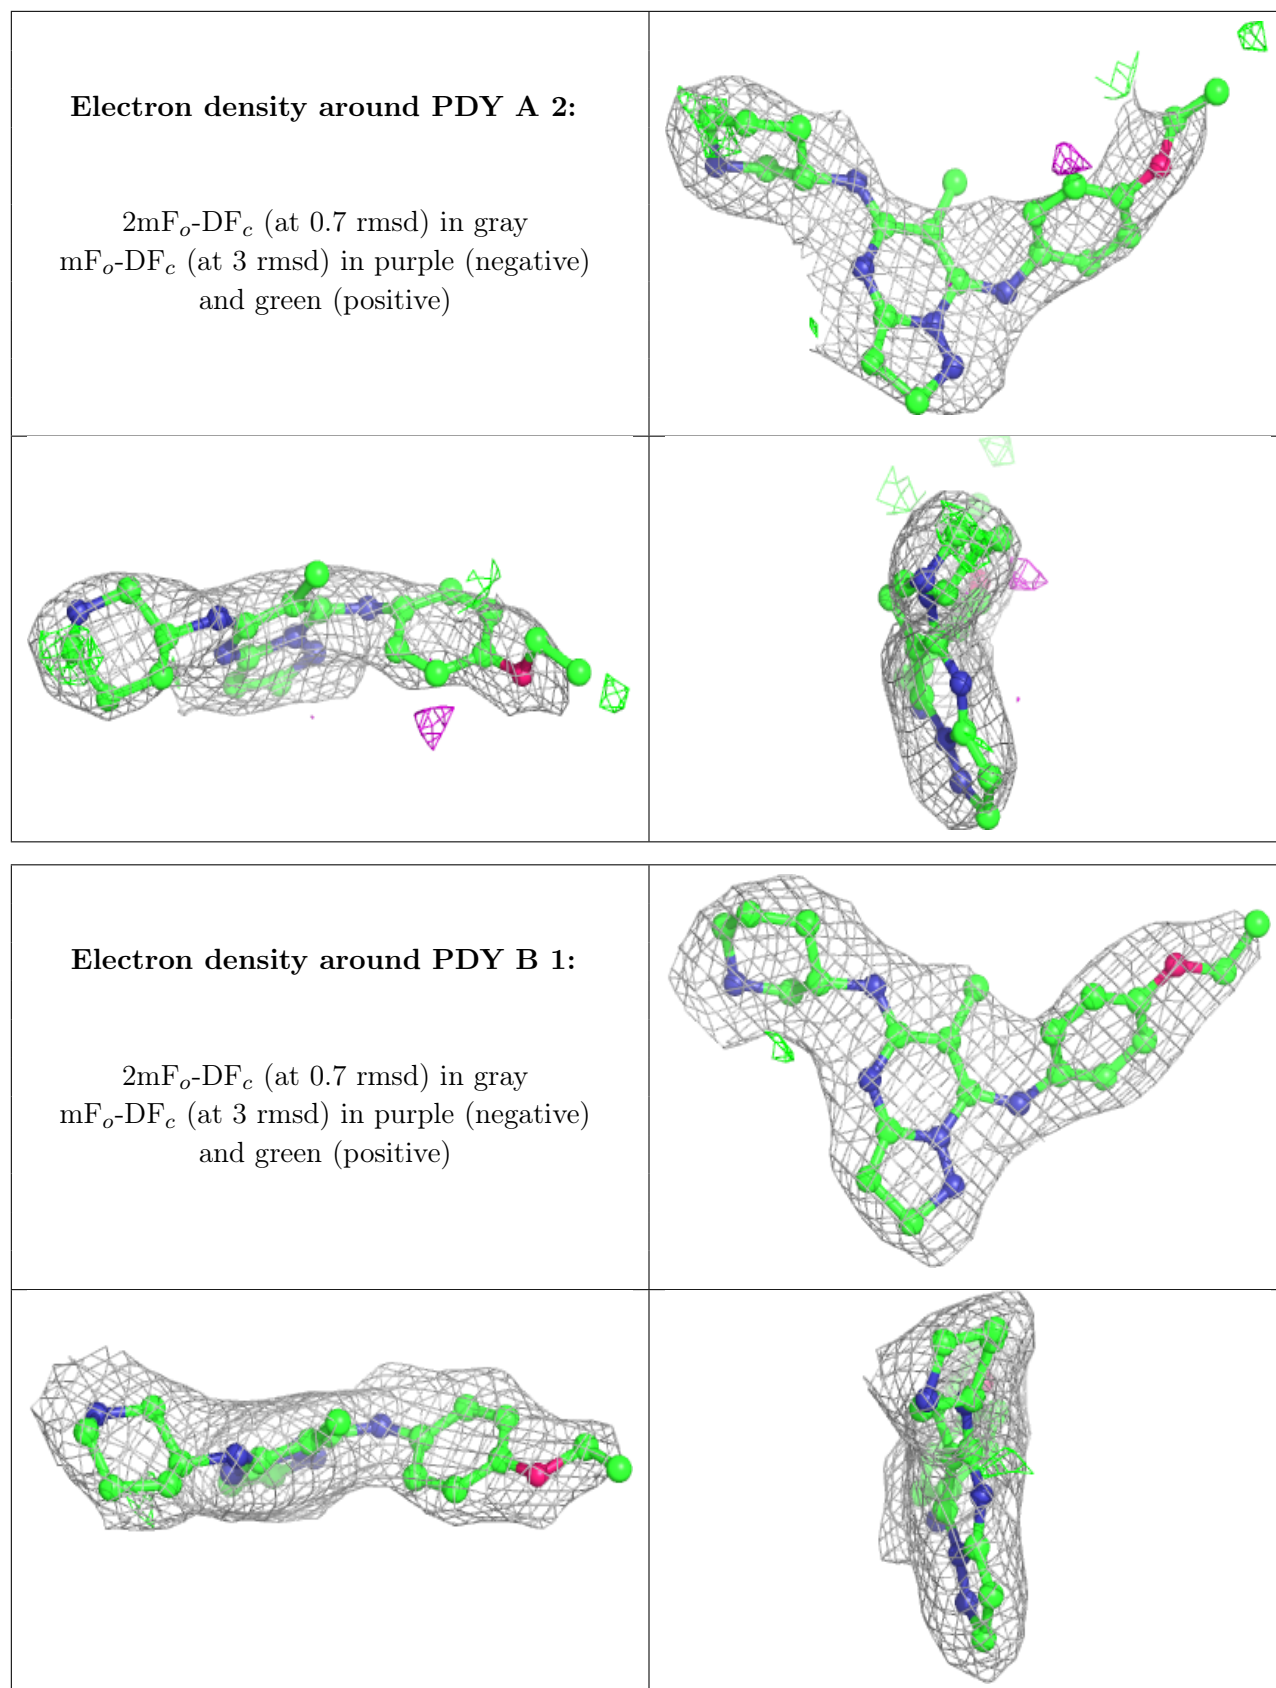 Electron density around PDY A 2:
2mFo-DFc (at 0.7 rmsd) in gray
mFo-DFc (at 3 rmsd) in purple (negative)
and green (positive)
Electron density around PDY B 1:
2mFo-DFc (at 0.7 rmsd) in gray
mFo-DFc (at 3 rmsd) in purple (negative)
and green (positive)